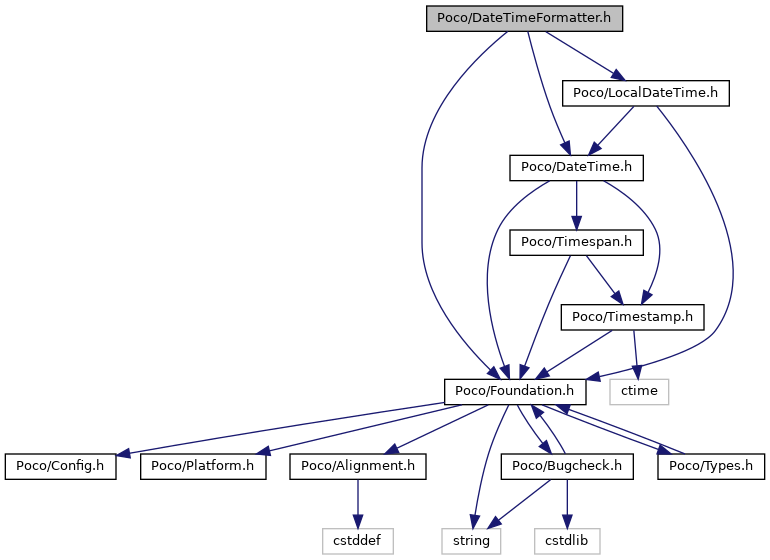 Poco/DateTimeFormatter.h
Poco/LocalDateTime.h
Poco/DateTime.h
Poco/Timespan.h
Poco/Timestamp.h
Poco/Foundation.h
ctime
Poco/Config.h
Poco/Platform.h
Poco/Alignment.h
Poco/Bugcheck.h
Poco/Types.h
cstddef
string
cstdlib